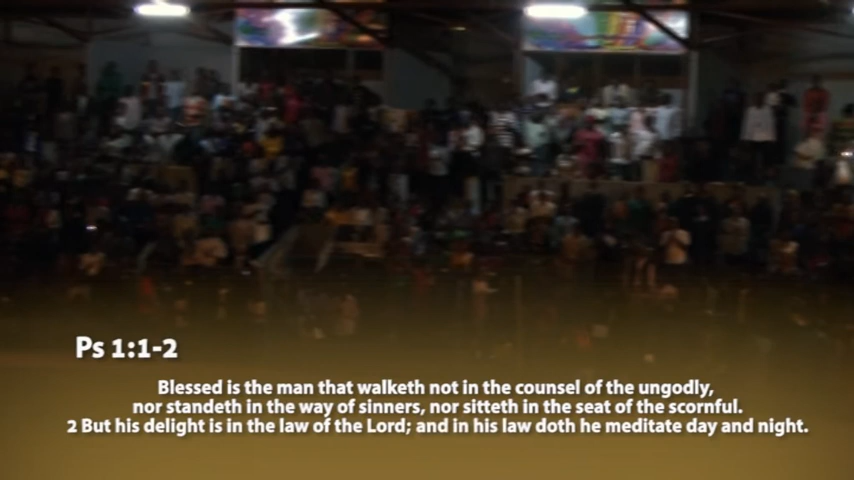 Ps 1:1-2
Blessed is the man that walketh not in the counsel of the ungodly,
nor standeth in the way of sinners, nor sitteth in the seat of the scornful.
2 But his delight is in the law of the Lord; and in his law doth he meditate day and night.